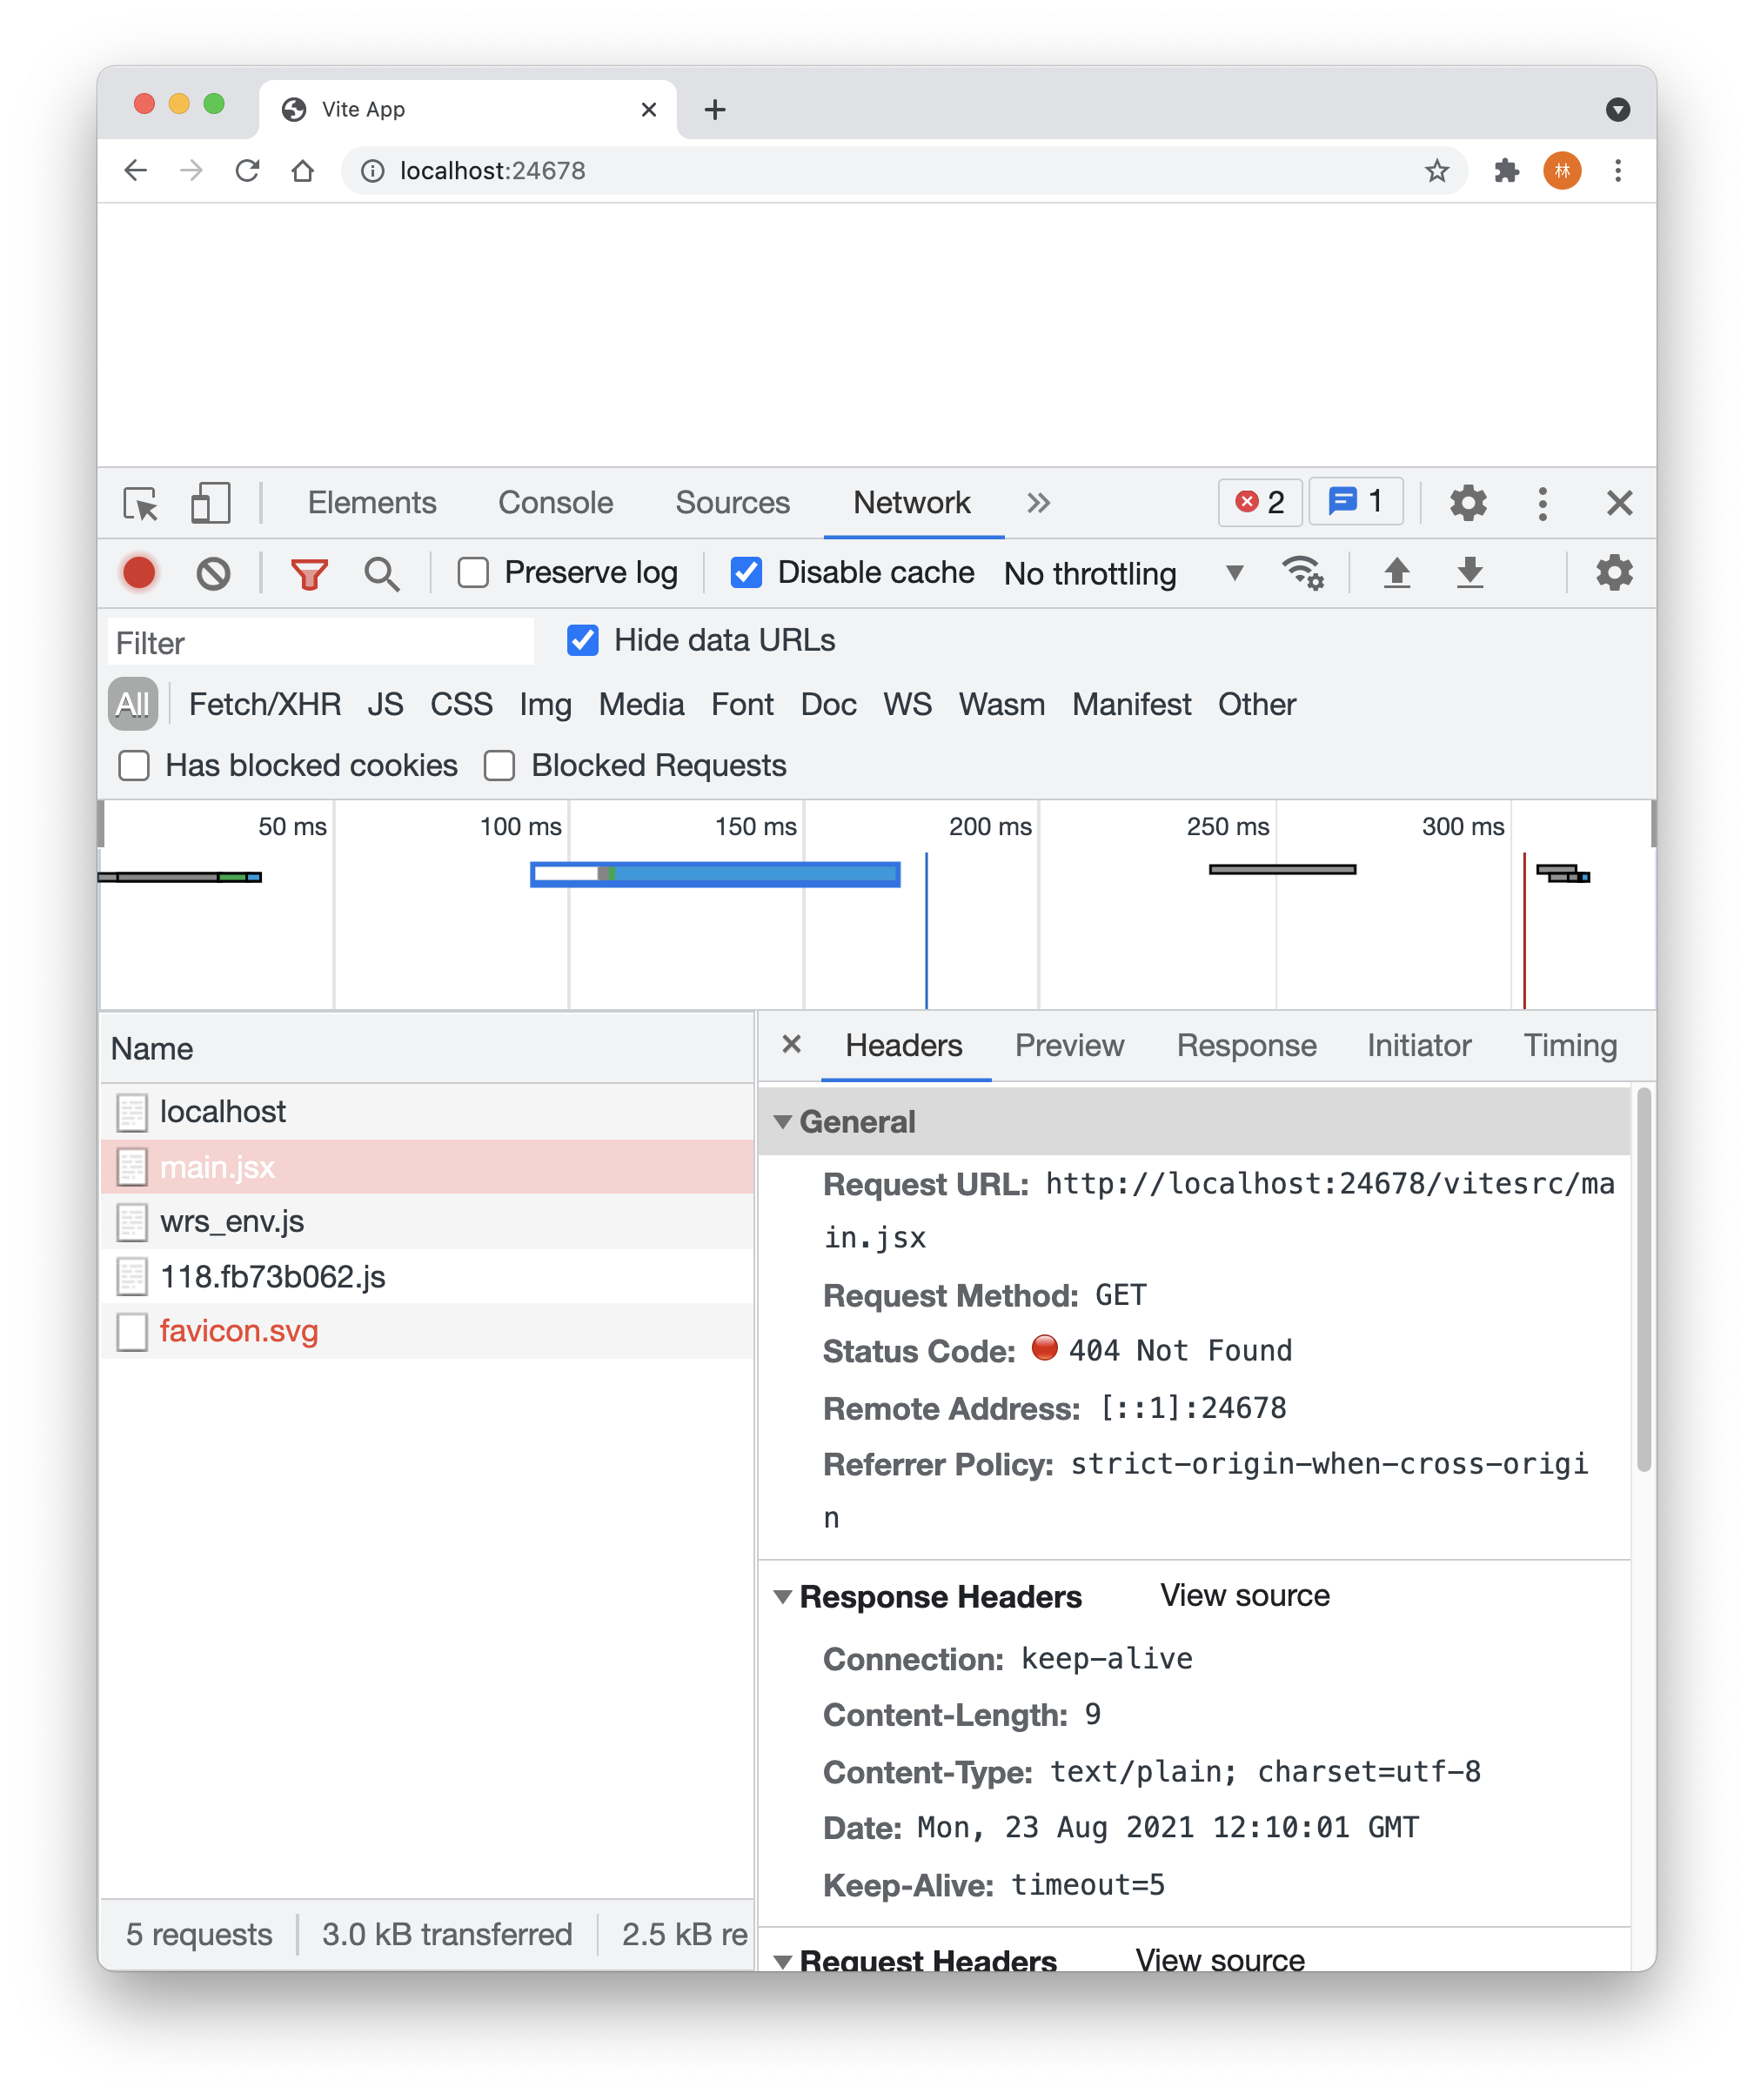 Vite App
localhost:24678
林
Elements Console Sources Network 2 1
Preserve log Disable cache No throttling
Filter Hide data URLs
All Fetch/XHR JS CSS Img Media Font Doc WS Wasm Manifest Other
Has blocked cookies Blocked Requests
50 ms 100 ms 150 ms 200 ms 250 ms 300 ms
Name
localhost
main.jsx
wrs_env.js
118.fb73b062.js
favicon.svg
5 requests 3.0 kB transferred 2.5 kB re
Headers Preview Response Initiator Timing
General
Request URL: http://localhost:24678/vitesrc/ma
in.jsx
Request Method: GET
Status Code: 404 Not Found
Remote Address: [::1]:24678
Referrer Policy: strict-origin-when-cross-origi
n
Response Headers View source
Connection: keep-alive
Content-Length: 9
Content-Type: text/plain; charset=utf-8
Date: Mon, 23 Aug 2021 12:10:01 GMT
Keep-Alive: timeout=5
Request Headers View source